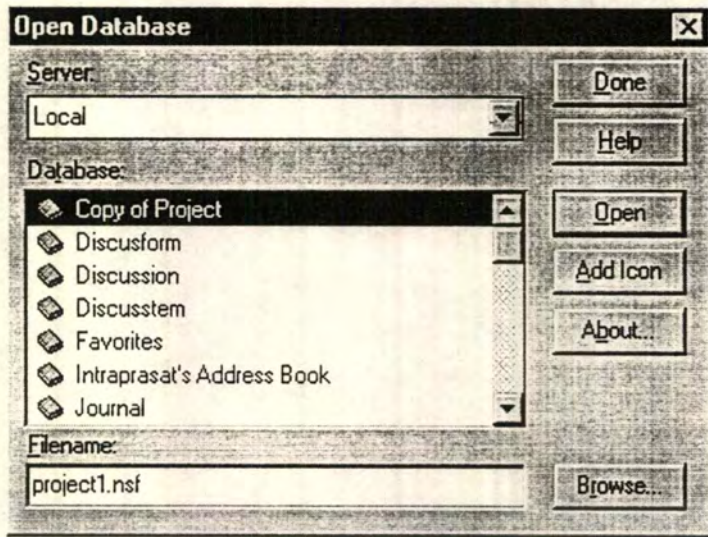 Open Database
Server:
Local
Done
Help
Database:
Copy of Project
Discusform
Discussion
Discusstem
Favorites
Intraprasat's Address Book
Journal
Open
Add Icon
About...
Filename:
project1.nsf
Browse...